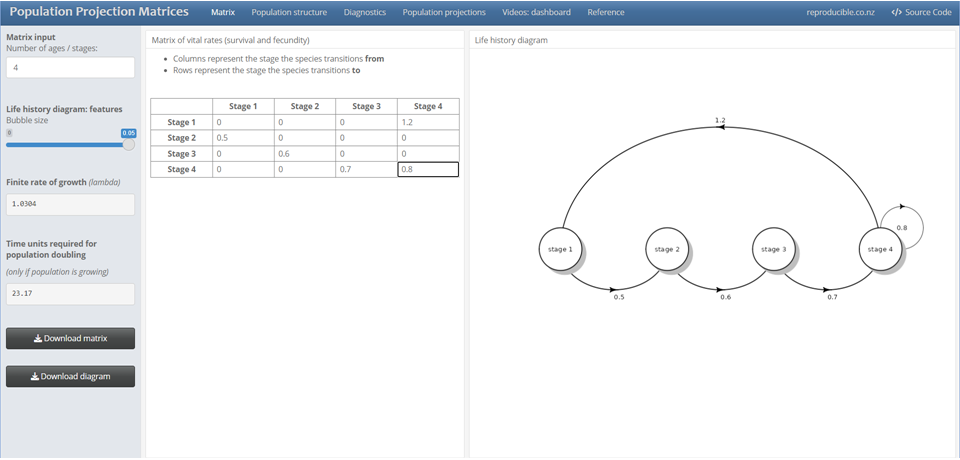 Population Projection Matrices Matrix Population structure Diagnostics Population projections Videos: dashboard Reference reproducible.co.nz </> Source Code
Matrix input
Number of ages / stages:
4
Life history diagram: features
Bubble size
0 0.05
Finite rate of growth (lambda)
1.0304
Time units required for
population doubling
(only if population is growing)
23.17
Download matrix
Download diagram
Matrix of vital rates (survival and fecundity)
• Columns represent the stage the species transitions from
• Rows represent the stage the species transitions to
Stage 1 Stage 2 Stage 3 Stage 4
Stage 1 0 0 0 1.2
Stage 2 0.5 0 0 0
Stage 3 0 0.6 0 0
Stage 4 0 0 0.7 0.8
Life history diagram
1.2
0.8
stage 1 stage 2 stage 3 stage 4
0.5 0.6 0.7